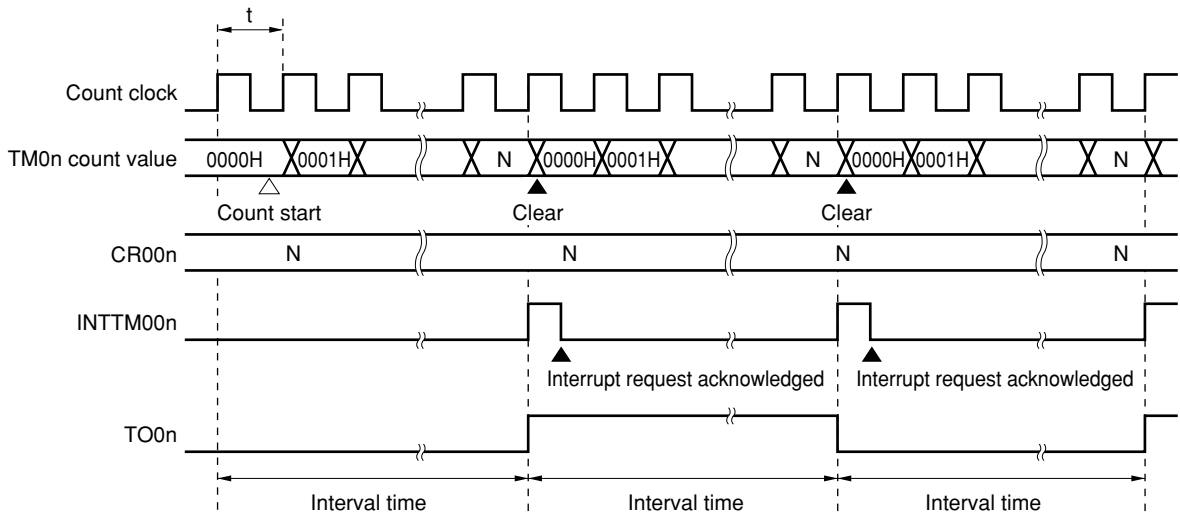 t
Count clock
TM0n count value 0000H 0001H N 0000H 0001H N 0000H 0001H N
Count start Clear Clear
CR00n N N N N
INTTM00n
Interrupt request acknowledged Interrupt request acknowledged
TO0n
Interval time Interval time Interval time